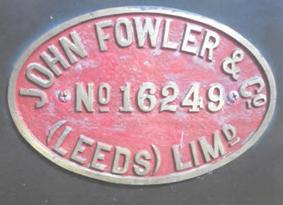 JOHN FOWLER & Co
No 16249
(LEEDS) LIMD